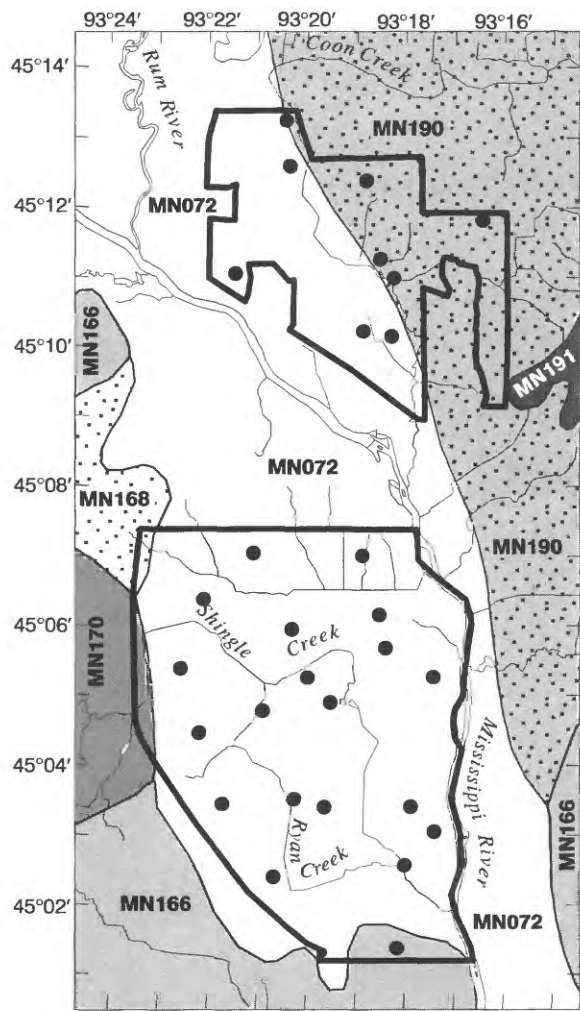 93°24' 93°22' 93°20' 93°18' 93°16'
45°14'
Rum River
Coon Creek
MN190
45°12'
MN072
45°10'
MN166
MN191
MN072
45°08'
MN168
MN190
45°06'
MN170
Shingle Creek
45°04'
Mississippi River
Ryan Creek
MN166
45°02'
MN166
MN072